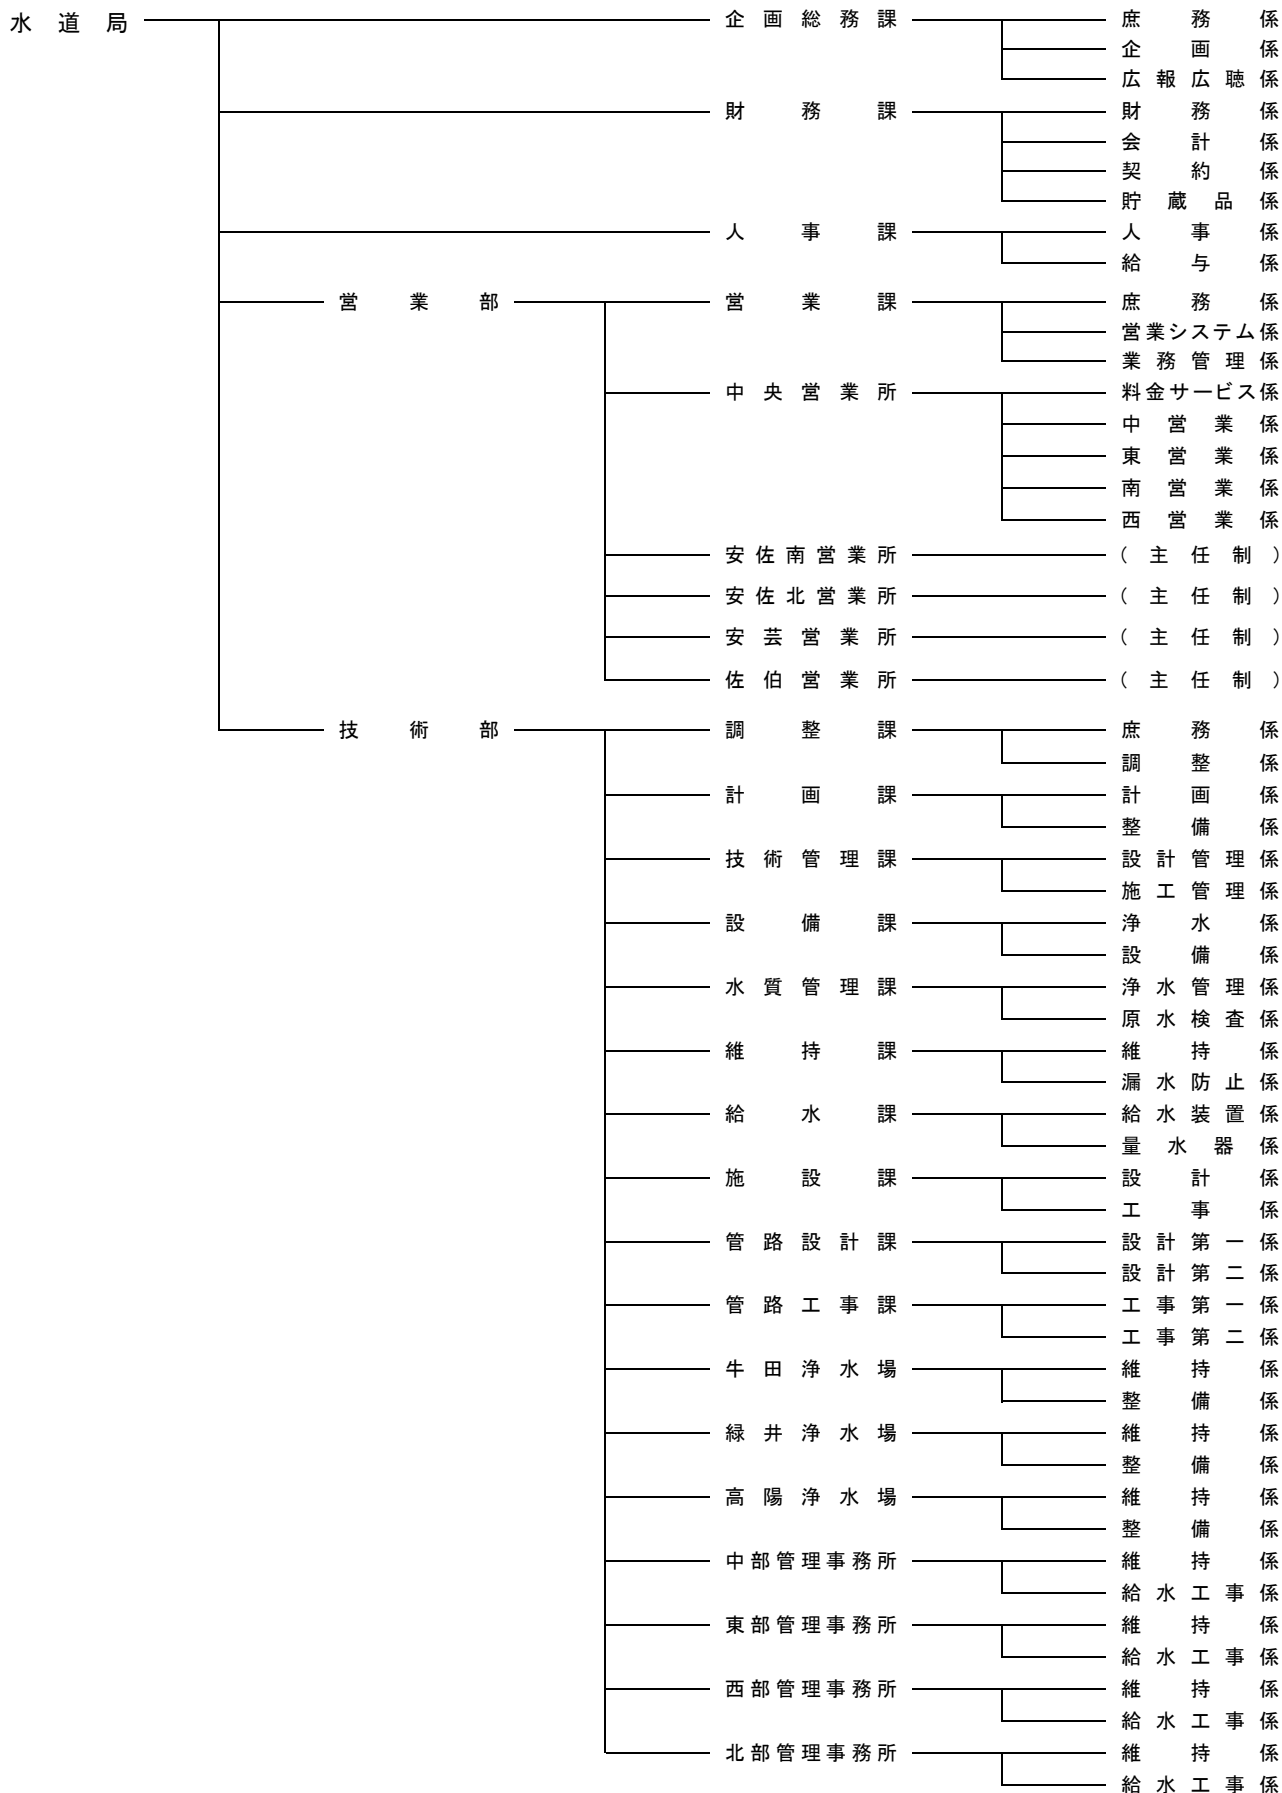 水道局 企画総務課 庶務係
企画係
広報広聴係
財務課 財務係
会計係
契約係
貯蔵品係
人事課 人事係
給与係
営業部 営業課 庶務係
営業システム係
業務管理係
中央営業所 料金サービス係
中営業係
東営業係
南営業係
西営業係
安佐南営業所 (主任制)
安佐北営業所 (主任制)
安芸営業所 (主任制)
佐伯営業所 (主任制)
技術部 調整課 庶務係
調整係
計画課 計画係
整備係
技術管理課 設計管理係
施工管理係
設備課 浄水係
設備係
水質管理課 浄水管理係
原水検査係
維持課 維持係
漏水防止係
給水課 給水装置係
量水器係
施設課 設計係
工事係
管路設計課 設計第一係
設計第二係
管路工事課 工事第一係
工事第二係
牛田浄水場 維持係
整備係
緑井浄水場 維持係
整備係
高陽浄水場 維持係
整備係
中部管理事務所 維持係
給水工事係
東部管理事務所 維持係
給水工事係
西部管理事務所 維持係
給水工事係
北部管理事務所 維持係
給水工事係